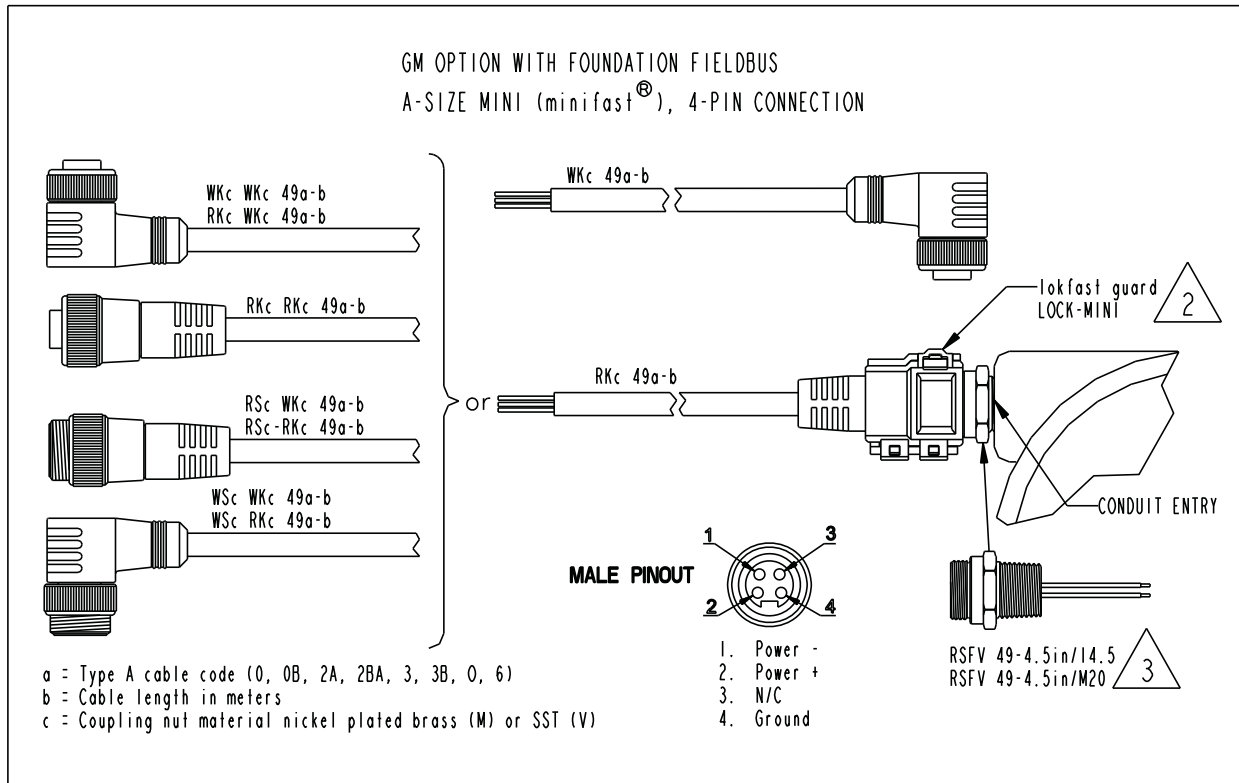 GM OPTION WITH FOUNDATION FIELDBUS
A-SIZE MINI (minifast®), 4-PIN CONNECTION
WKc WKc 49a-b
RKc WKc 49a-b
RKc RKc 49a-b
RSc WKc 49a-b
RSc-RKc 49a-b
WSc WKc 49a-b
WSc RKc 49a-b
or
WKc 49a-b
lokfast guard
LOCK-MINI
2
RKc 49a-b
CONDUIT ENTRY
MALE PINOUT
1
3
2
4
1. Power -
2. Power +
3. N/C
4. Ground
RSFV 49-4.5in/14.5
RSFV 49-4.5in/M20
3
a = Type A cable code (0, 0B, 2A, 2BA, 3, 3B, O, 6)
b = Cable length in meters
c = Coupling nut material nickel plated brass (M) or SST (V)